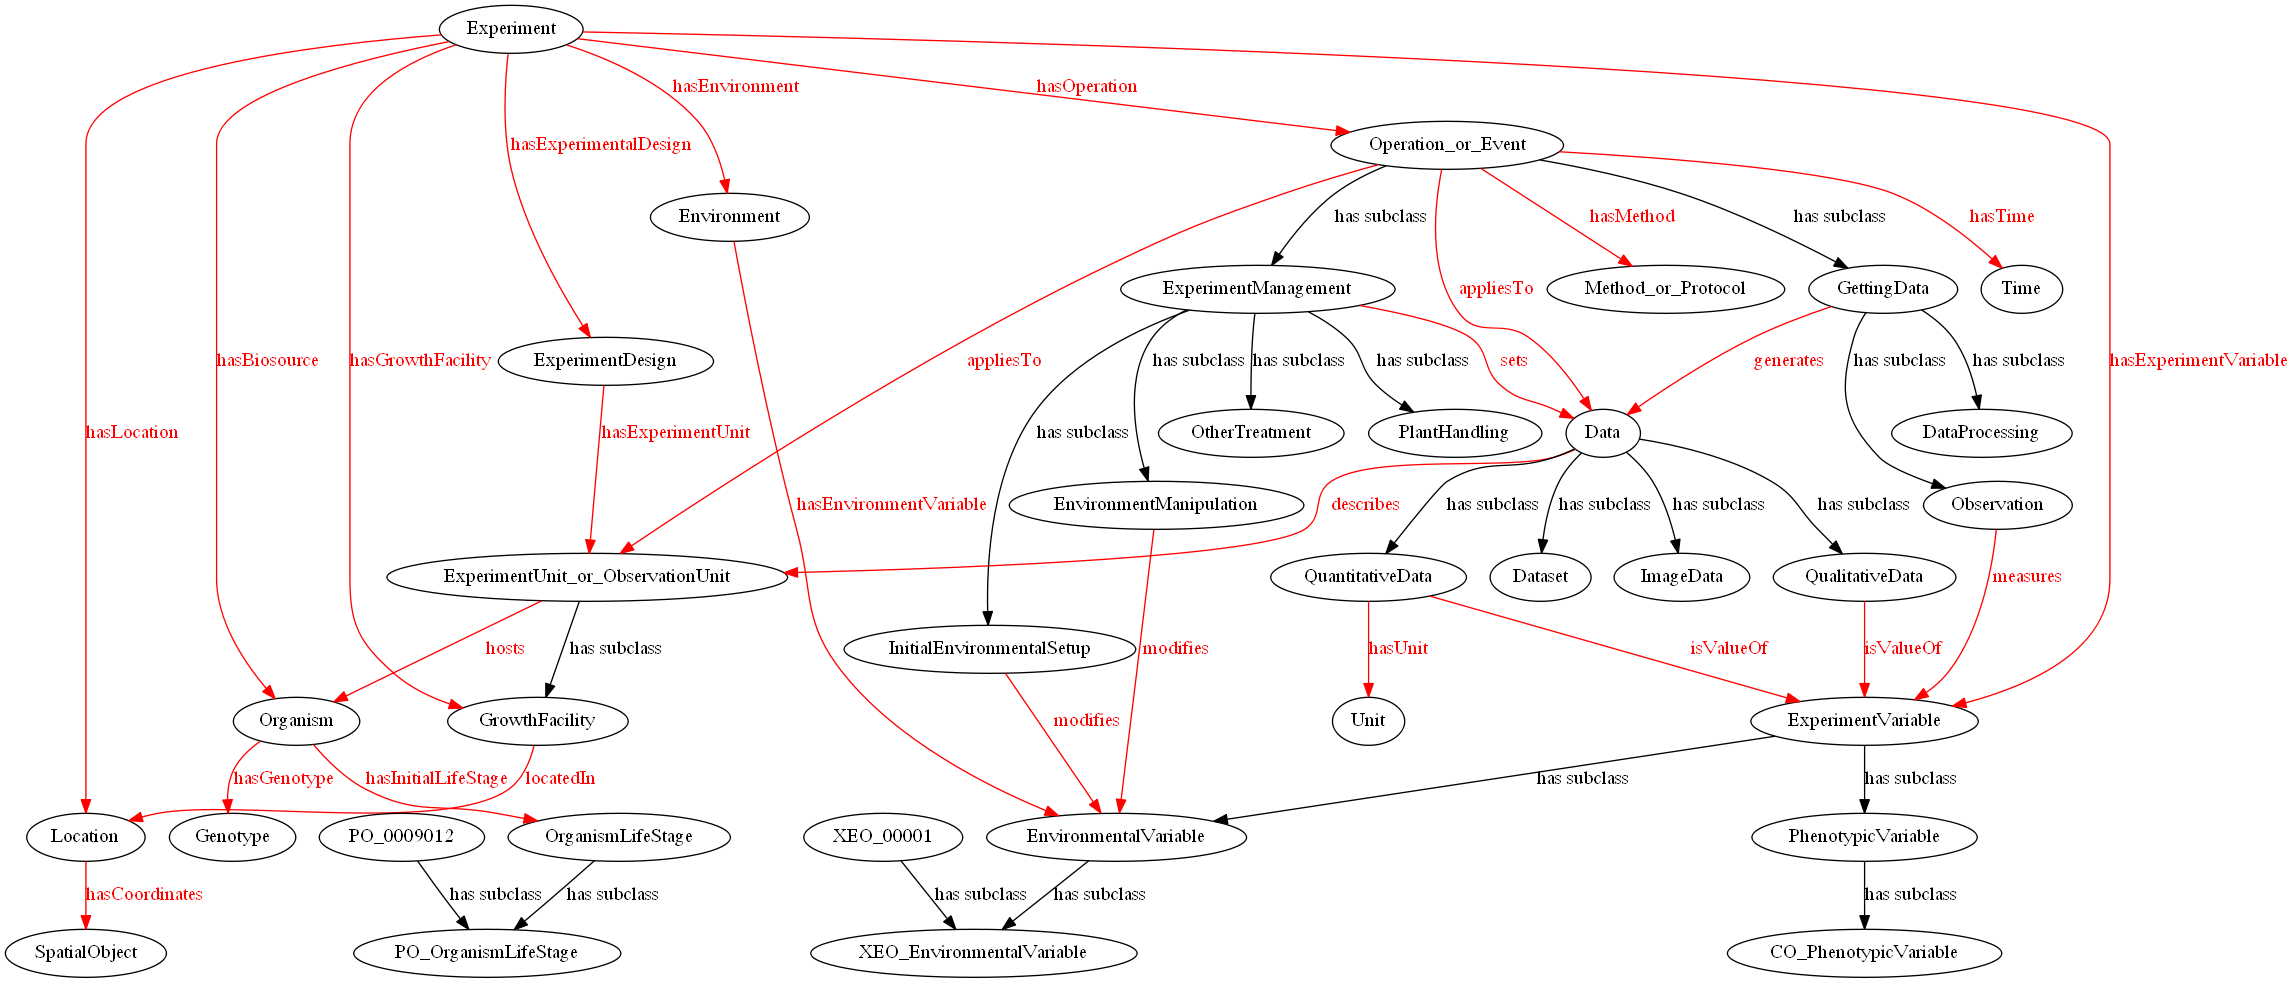 Experiment
hasEnvironment
hasOperation
hasExperimentalDesign
Operation_or_Event
Environment
has subclass
hasMethod
has subclass
hasTime
ExperimentManagement
appliesTo
Method_or_Protocol
GettingData
Time
hasBiosource
hasGrowthFacility
ExperimentDesign
appliesTo
has subclass
has subclass
has subclass
sets
generates
has subclass
has subclass
hasExperimentVariable
hasLocation
hasExperimentUnit
has subclass
OtherTreatment
PlantHandling
Data
DataProcessing
hasEnvironmentVariable
EnvironmentManipulation
describes
has subclass
has subclass
has subclass
has subclass
Observation
ExperimentUnit_or_ObservationUnit
QuantitativeData
Dataset
ImageData
QualitativeData
measures
hosts
has subclass
InitialEnvironmentalSetup
modifies
hasUnit
isValueOf
isValueOf
Organism
GrowthFacility
modifies
Unit
ExperimentVariable
hasGenotype
hasInitialLifeStage
locatedIn
has subclass
has subclass
Location
Genotype
PO_0009012
OrganismLifeStage
XEO_00001
EnvironmentalVariable
PhenotypicVariable
hasCoordinates
has subclass
has subclass
has subclass
has subclass
has subclass
SpatialObject
PO_OrganismLifeStage
XEO_EnvironmentalVariable
CO_PhenotypicVariable